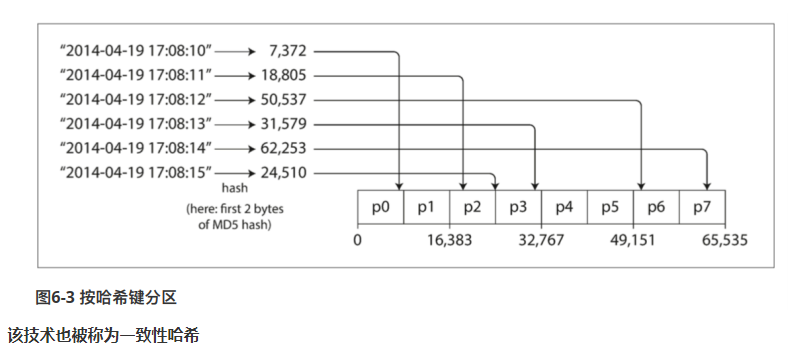 “2014-04-19 17:08:10” 7,372
“2014-04-19 17:08:11” 18,805
“2014-04-19 17:08:12” 50,537
“2014-04-19 17:08:13” 31,579
“2014-04-19 17:08:14” 62,253
“2014-04-19 17:08:15” 24,510
hash
(here: first 2 bytes
of MD5 hash)
p0 p1 p2 p3 p4 p5 p6 p7
0 16,383 32,767 49,151 65,535
图6-3 按哈希键分区
该技术也被称为一致性哈希